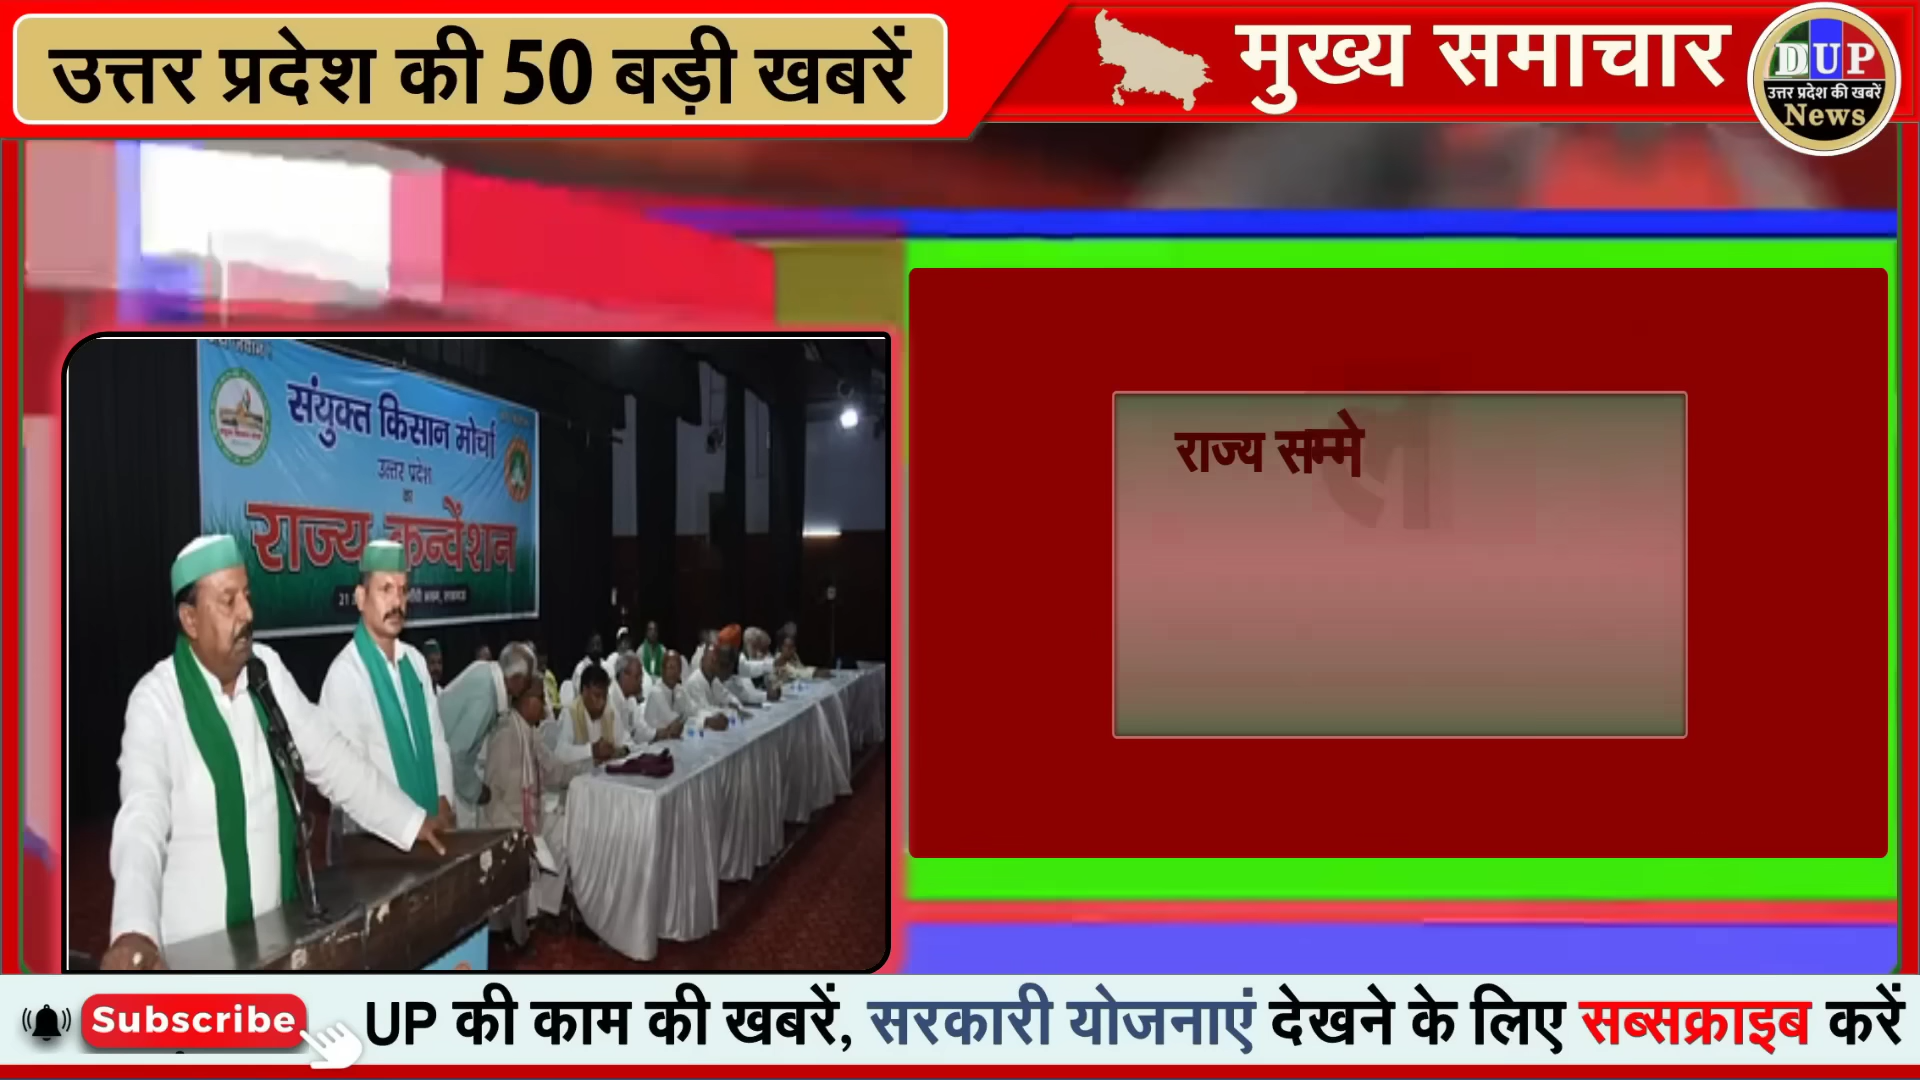 उत्तर प्रदेश की 50 बड़ी खबरें
मुख्य समाचार
DUP
उत्तर प्रदेश की खबरें
News
संयुक्त किसान मोर्चा
उत्तर प्रदेश
का
राज्य कन्वेंशन
21
राज्य सम्मेल
Subscribe
UP की काम की खबरें, सरकारी योजनाएं देखने के लिए सब्सक्राइब करें